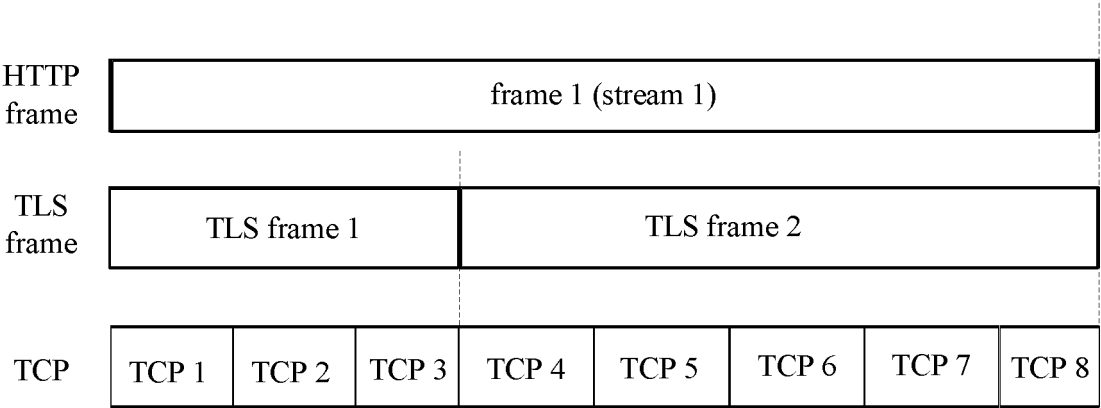 HTTP
frame
frame 1 (stream 1)
TLS
frame
TLS frame 1
TLS frame 2
TCP
TCP 1
TCP 2
TCP 3
TCP 4
TCP 5
TCP 6
TCP 7
TCP 8